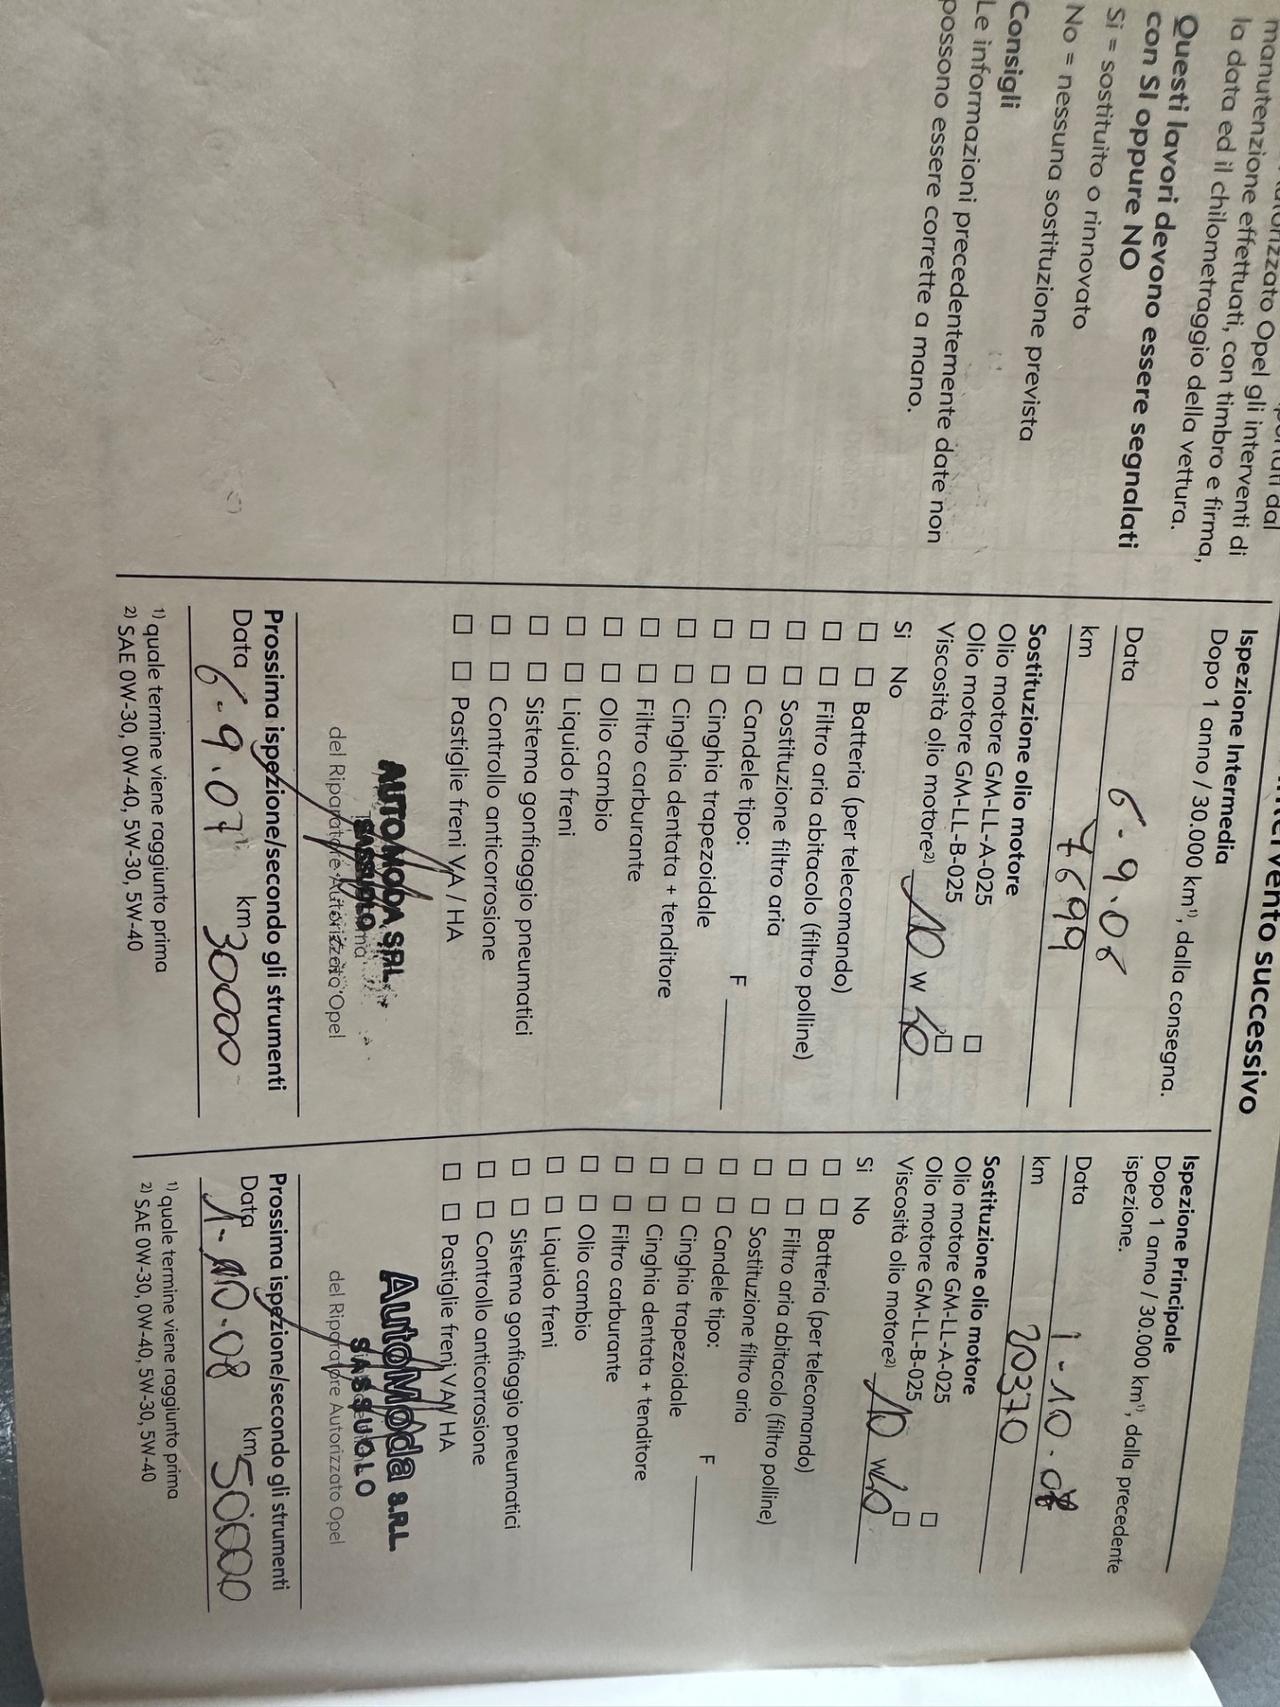 manutenzione effettuati, con timbro e firma,
la data ed il chilometraggio della vettura.
Questi lavori devono essere segnalati
con SI oppure NO
Si = sostituito o rinnovato
No = nessuna sostituzione prevista
Consigli
Le informazioni precedentemente date non
possono essere corrette a mano.
successivo
Ispezione Intermedia
Dopo 1 anno / 30.000 km¹⁾, dalla consegna.
Data 6.9.06
km 7699
Sostituzione olio motore
Olio motore GM-LL-A-025 ☐
Olio motore GM-LL-B-025 ☐
Viscosità olio motore²⁾ 10 W 40
Si No
☐ ☐ Batteria (per telecomando)
☐ ☐ Filtro aria abitacolo (filtro polline)
☐ ☐ Sostituzione filtro aria
☐ ☐ Candele tipo: F
☐ ☐ Cinghia trapezoidale
☐ ☐ Cinghia dentata + tenditore
☐ ☐ Filtro carburante
☐ ☐ Olio cambio
☐ ☐ Liquido freni
☐ ☐ Sistema gonfiaggio pneumatici
☐ ☐ Controllo anticorrosione
☐ ☐ Pastiglie freni VA / HA
AUTOMODA SRL
SASSUOLO
del Riparatore Autorizzato Opel
Prossima ispezione/secondo gli strumenti
Data 6.9.07 km 30000
¹⁾ quale termine viene raggiunto prima
²⁾ SAE 0W-30, 0W-40, 5W-30, 5W-40
Ispezione Principale
Dopo 1 anno / 30.000 km¹⁾, dalla precedente
ispezione.
Data 1-10.07
km 20370
Sostituzione olio motore
Olio motore GM-LL-A-025 ☐
Olio motore GM-LL-B-025 ☐
Viscosità olio motore²⁾ 10 W40
Si No
☐ ☐ Batteria (per telecomando)
☐ ☐ Filtro aria abitacolo (filtro polline)
☐ ☐ Sostituzione filtro aria
☐ ☐ Candele tipo: F
☐ ☐ Cinghia trapezoidale
☐ ☐ Cinghia dentata + tenditore
☐ ☐ Filtro carburante
☐ ☐ Olio cambio
☐ ☐ Liquido freni
☐ ☐ Sistema gonfiaggio pneumatici
☐ ☐ Controllo anticorrosione
☐ ☐ Pastiglie freni VA / HA
AutoModa S.R.L.
SASSUOLO
del Riparatore Autorizzato Opel
Prossima ispezione/secondo gli strumenti
Data 1-10.08 km 50000
¹⁾ quale termine viene raggiunto prima
²⁾ SAE 0W-30, 0W-40, 5W-30, 5W-40